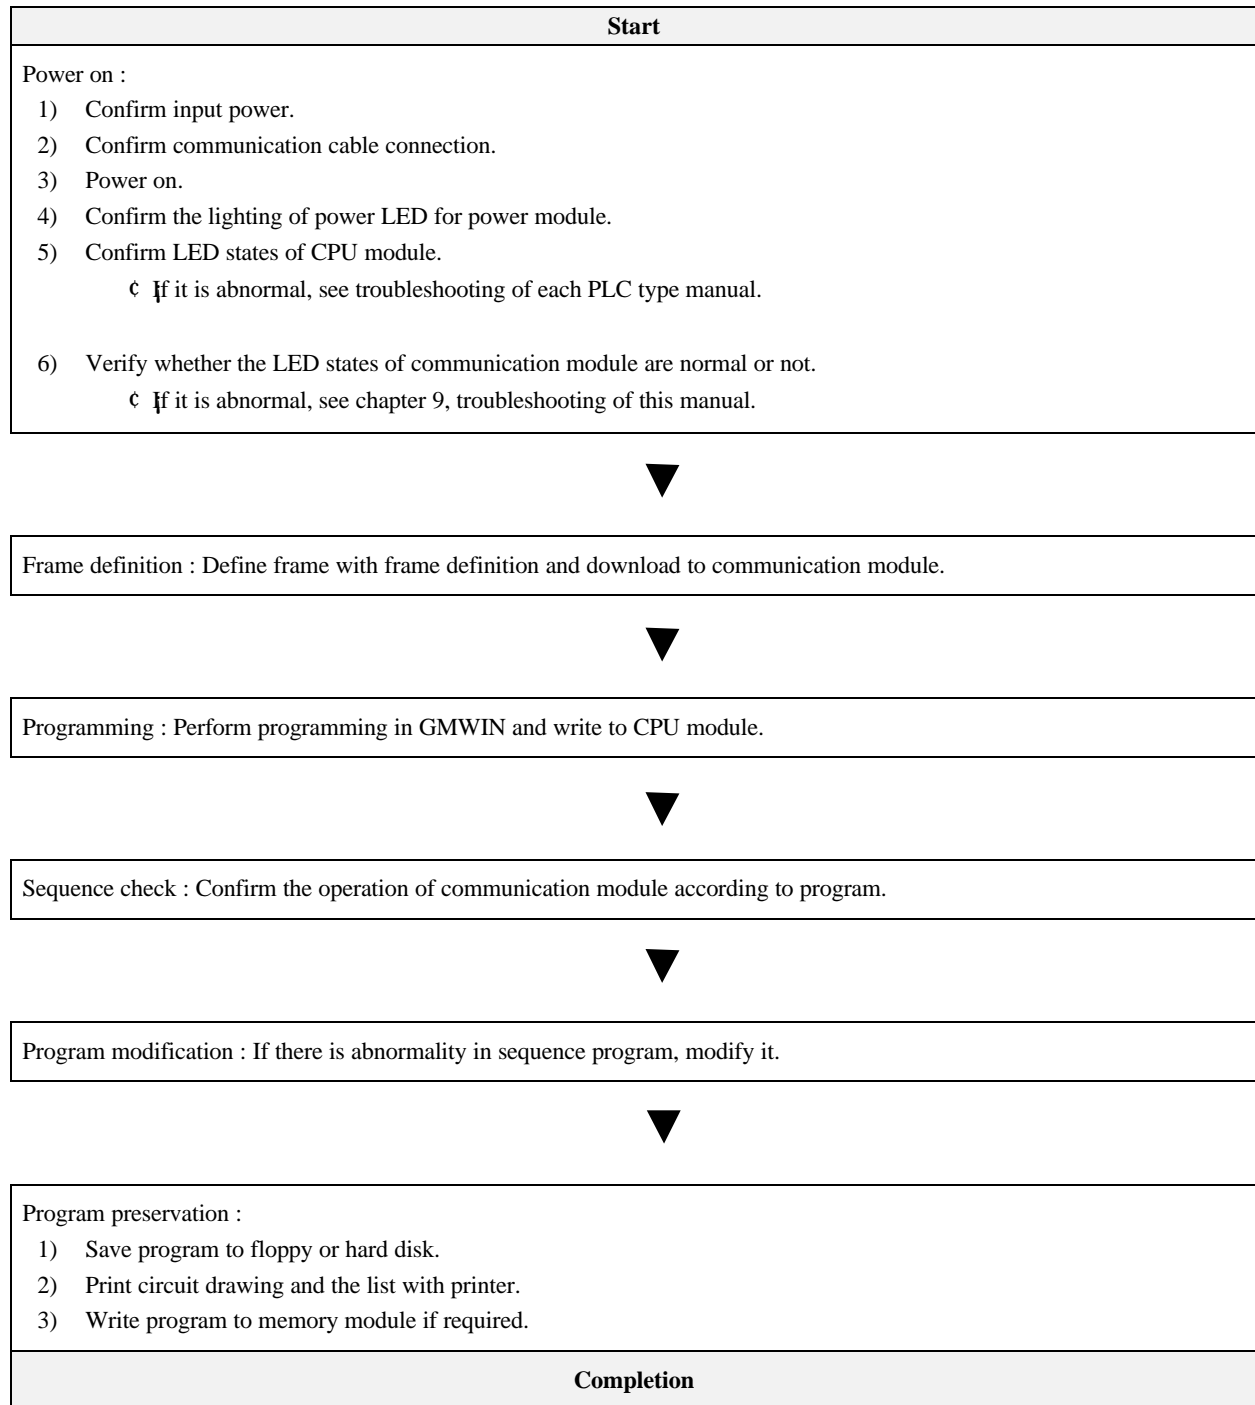 Start
Power on :
1) Confirm input power.
2) Confirm communication cable connection.
3) Power on.
4) Confirm the lighting of power LED for power module.
5) Confirm LED states of CPU module.
¢ If it is abnormal, see troubleshooting of each PLC type manual.
6) Verify whether the LED states of communication module are normal or not.
¢ If it is abnormal, see chapter 9, troubleshooting of this manual.
Frame definition : Define frame with frame definition and download to communication module.
Programming : Perform programming in GMWIN and write to CPU module.
Sequence check : Confirm the operation of communication module according to program.
Program modification : If there is abnormality in sequence program, modify it.
Program preservation :
1) Save program to floppy or hard disk.
2) Print circuit drawing and the list with printer.
3) Write program to memory module if required.
Completion